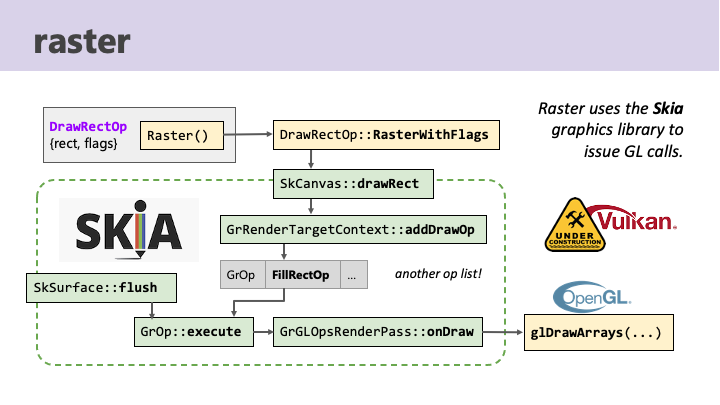 raster
DrawRectOp
{rect, flags}
Raster()
DrawRectOp::RasterWithFlags
Raster uses the Skia
graphics library to
issue GL calls.
SkCanvas::drawRect
SKiA
GrRenderTargetContext::addDrawOp
UNDER
CONSTRUCTION
Vulkan®
GrOp
FillRectOp
...
another op list!
SkSurface::flush
OpenGL®
GrOp::execute
GrGLOpsRenderPass::onDraw
glDrawArrays(...)